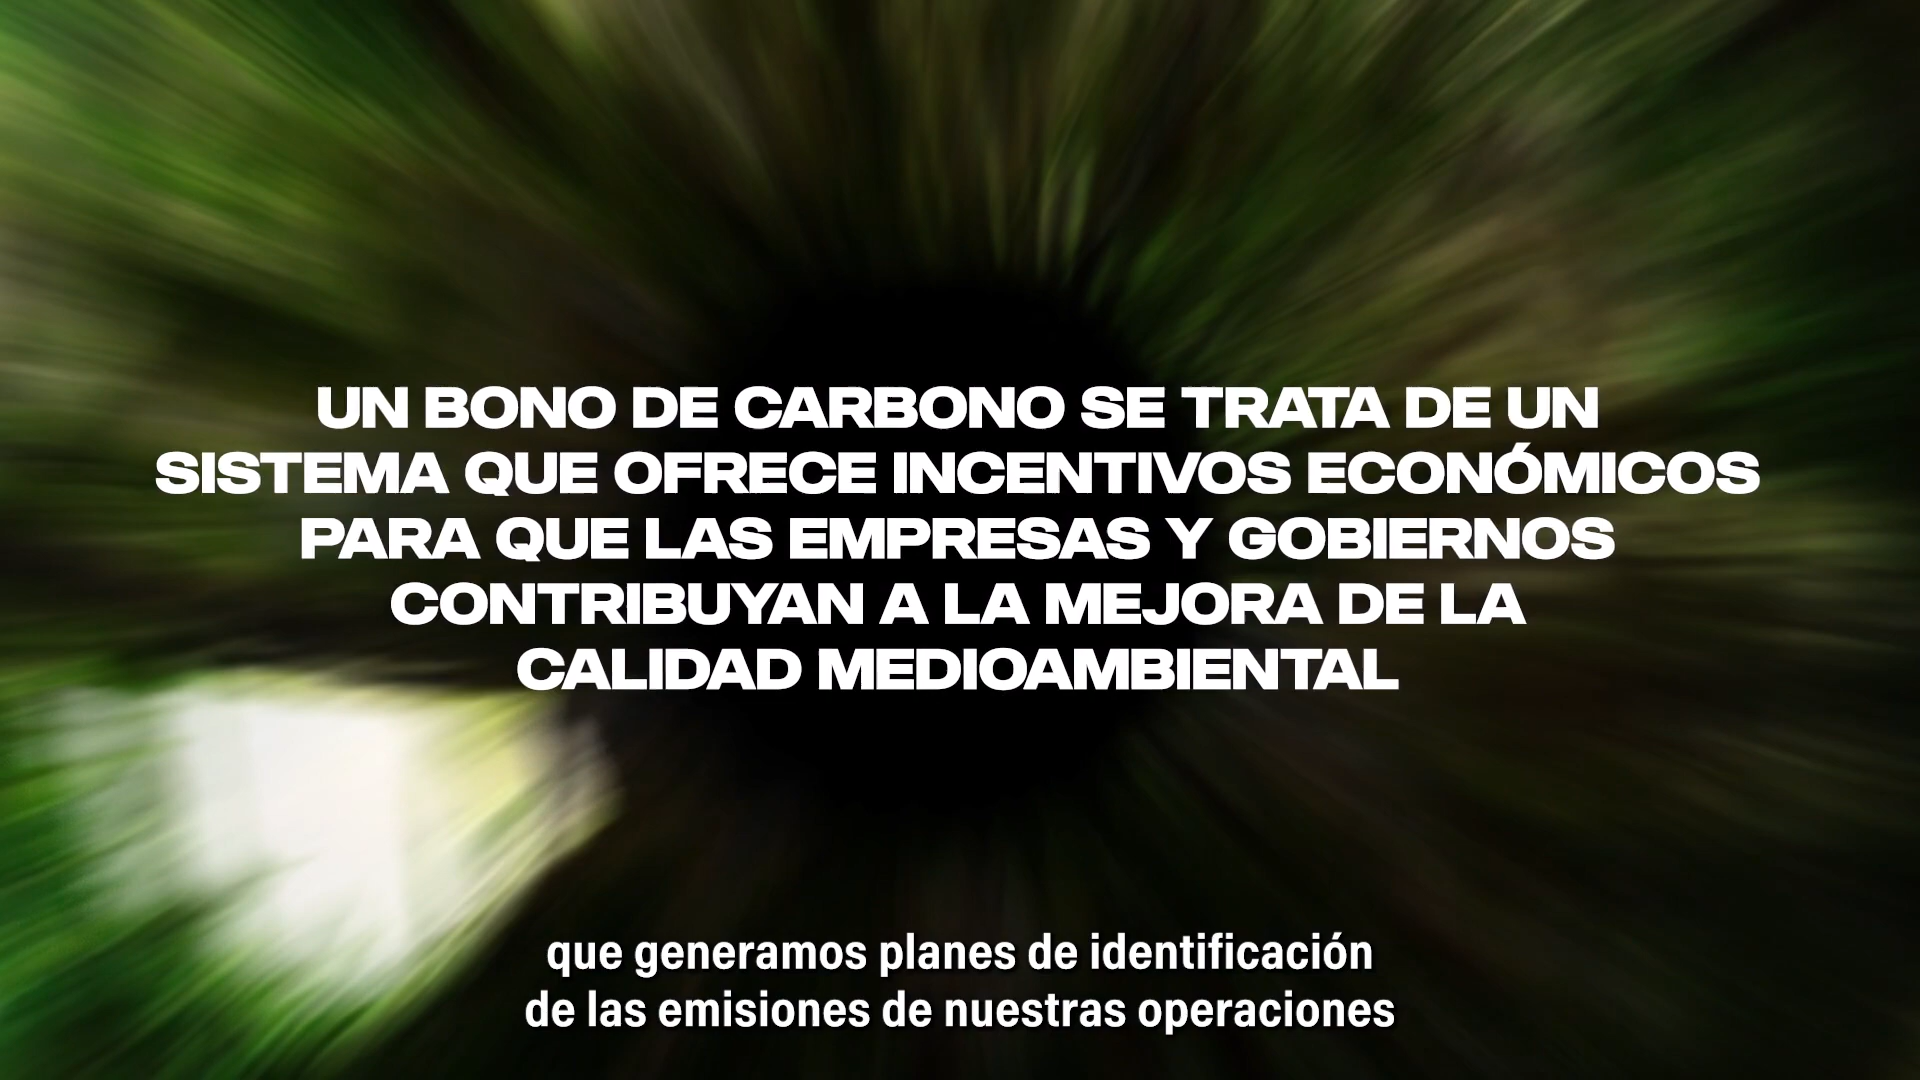 UN BONO DE CARBONO SE TRATA DE UN
SISTEMA QUE OFRECE INCENTIVOS ECONÓMICOS
PARA QUE LAS EMPRESAS Y GOBIERNOS
CONTRIBUYAN A LA MEJORA DE LA
CALIDAD MEDIOAMBIENTAL
que generamos planes de identificación
de las emisiones de nuestras operaciones